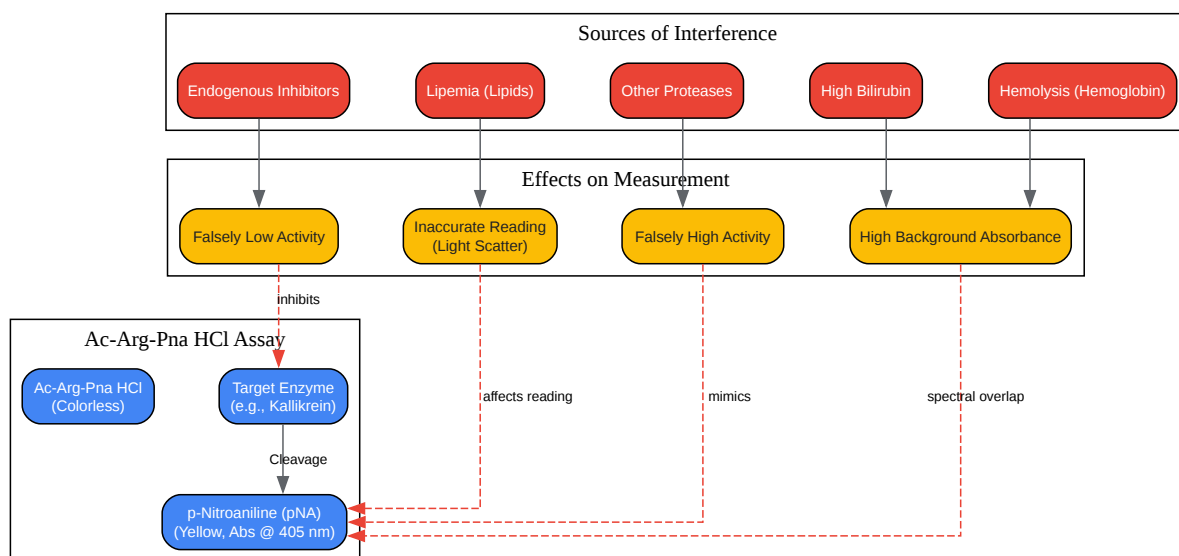 Sources of Interference
Endogenous Inhibitors
Lipemia (Lipids)
Other Proteases
High Bilirubin
Hemolysis (Hemoglobin)
Effects on Measurement
Falsely Low Activity
Inaccurate Reading
(Light Scatter)
Falsely High Activity
High Background Absorbance
inhibits
Ac-Arg-Pna HCl Assay
Ac-Arg-Pna HCl
(Colorless)
Target Enzyme
(e.g., Kallikrein)
affects reading
mimics
spectral overlap
Cleavage
p-Nitroaniline (pNA)
(Yellow, Abs @ 405 nm)